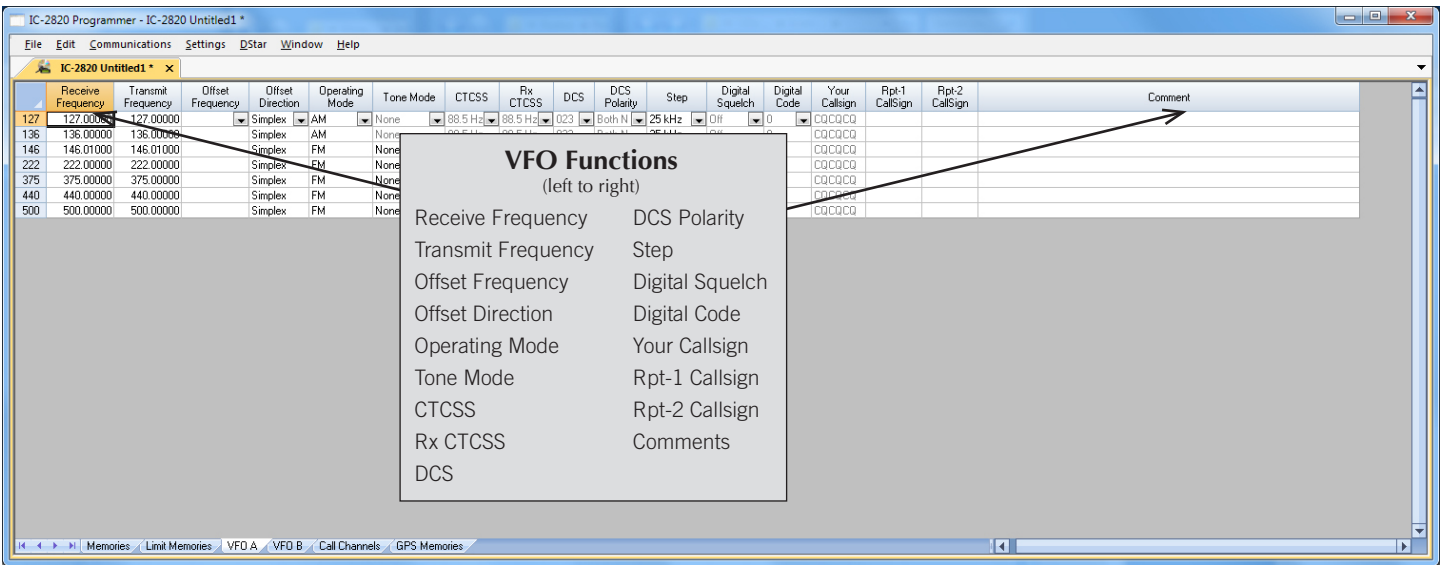 IC-2820 Programmer - IC-2820 Untitled1 *
File Edit Communications Settings DStar Window Help
IC-2820 Untitled1 * x
Receive Frequency Transmit Frequency Offset Frequency Offset Direction Operating Mode Tone Mode CTCSS Rx CTCSS DCS DCS Polarity Step Digital Squelch Digital Code Your Callsign Rpt-1 CallSign Rpt-2 CallSign Comment
127 127.00000 127.00000 Simplex AM None 88.5 Hz 88.5 Hz 023 Both N 25 kHz Off 0 CQCQCQ
136 136.00000 136.00000 Simplex AM None CQCQCQ
146 146.01000 146.01000 Simplex FM None CQCQCQ
222 222.00000 222.00000 Simplex FM None CQCQCQ
375 375.00000 375.00000 Simplex FM None CQCQCQ
440 440.00000 440.00000 Simplex FM None CQCQCQ
500 500.00000 500.00000 Simplex FM None CQCQCQ
VFO Functions
(left to right)
Receive Frequency
Transmit Frequency
Offset Frequency
Offset Direction
Operating Mode
Tone Mode
CTCSS
Rx CTCSS
DCS
DCS Polarity
Step
Digital Squelch
Digital Code
Your Callsign
Rpt-1 Callsign
Rpt-2 Callsign
Comments
Memories Limit Memories VFO A VFO B Call Channels GPS Memories